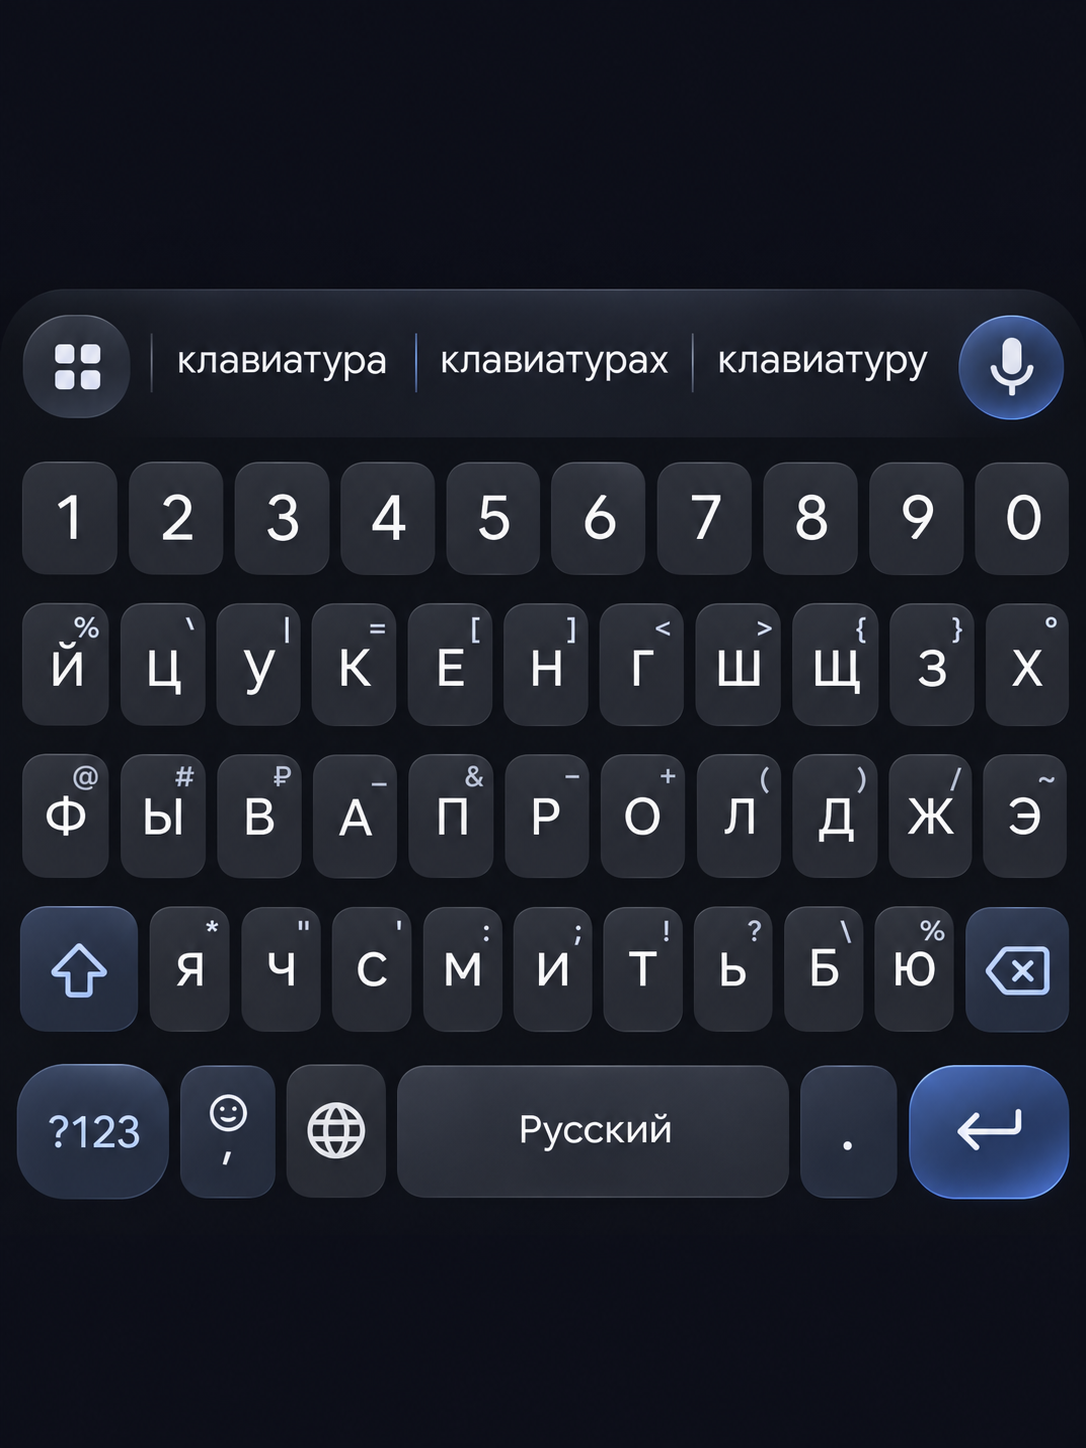 клавиатура клавиатурах клавиатуру
1 2 3 4 5 6 7 8 9 0
% ` | = [ ] < > { } °
Й Ц У К Е Н Г Ш Щ З Х
@ # ₽ _ & - + ( ) / ~
Ф Ы В А П Р О Л Д Ж Э
* " ' : ; ! ? \ %
Я Ч С М И Т Ь Б Ю
?123 , Русский .